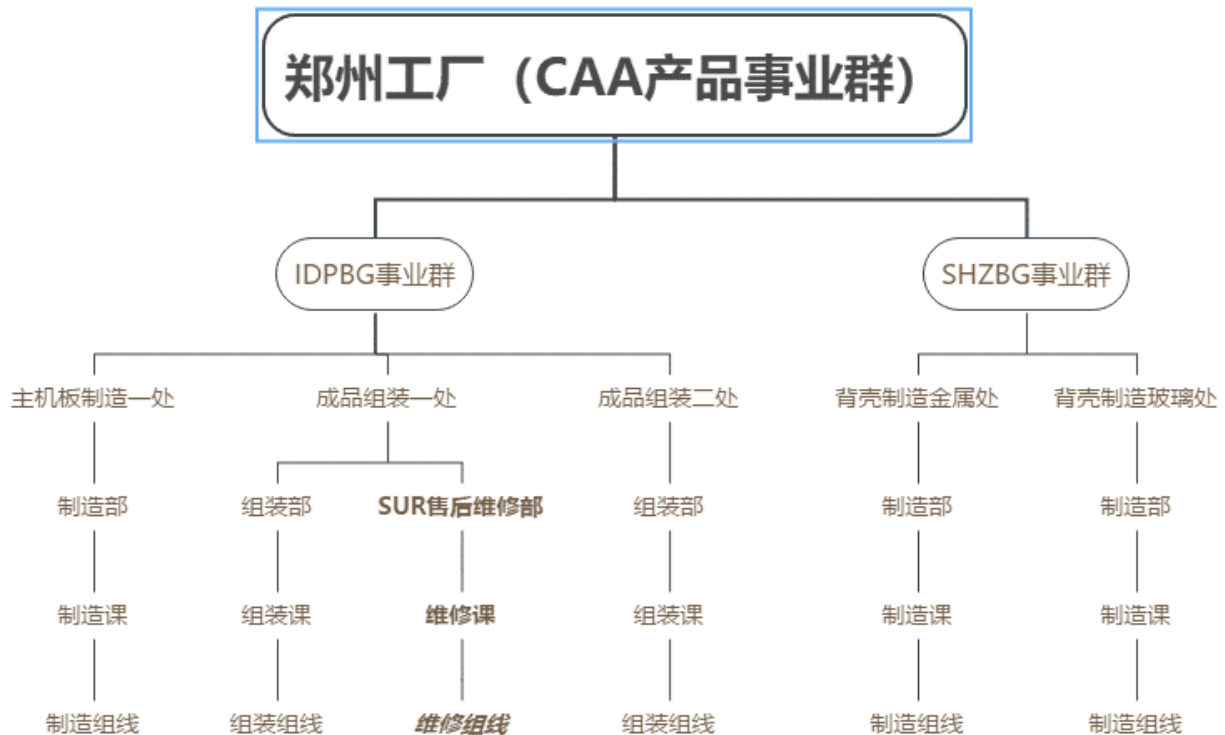 郑州工厂（CAA产品事业群）
IDPBG事业群 SHZBG事业群
主机板制造一处 成品组装一处 成品组装二处 背壳制造金属处 背壳制造玻璃处
制造部 组装部 SUR售后维修部 组装部 制造部 制造部
制造课 组装课 维修课 组装课 制造课 制造课
制造组线 组装组线 维修组线 组装组线 制造组线 制造组线